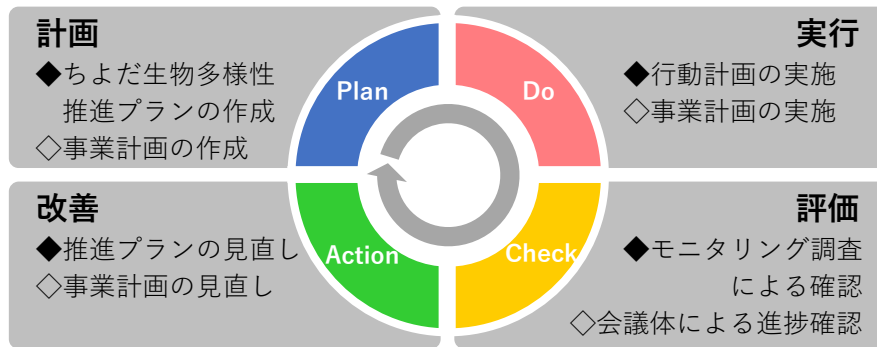 計画
◆ちよだ生物多様性
推進プランの作成
◇事業計画の作成
Plan
実行
◆行動計画の実施
◇事業計画の実施
Do
改善
◆推進プランの見直し
◇事業計画の見直し
Action
評価
◆モニタリング調査
による確認
◇会議体による進捗確認
Check